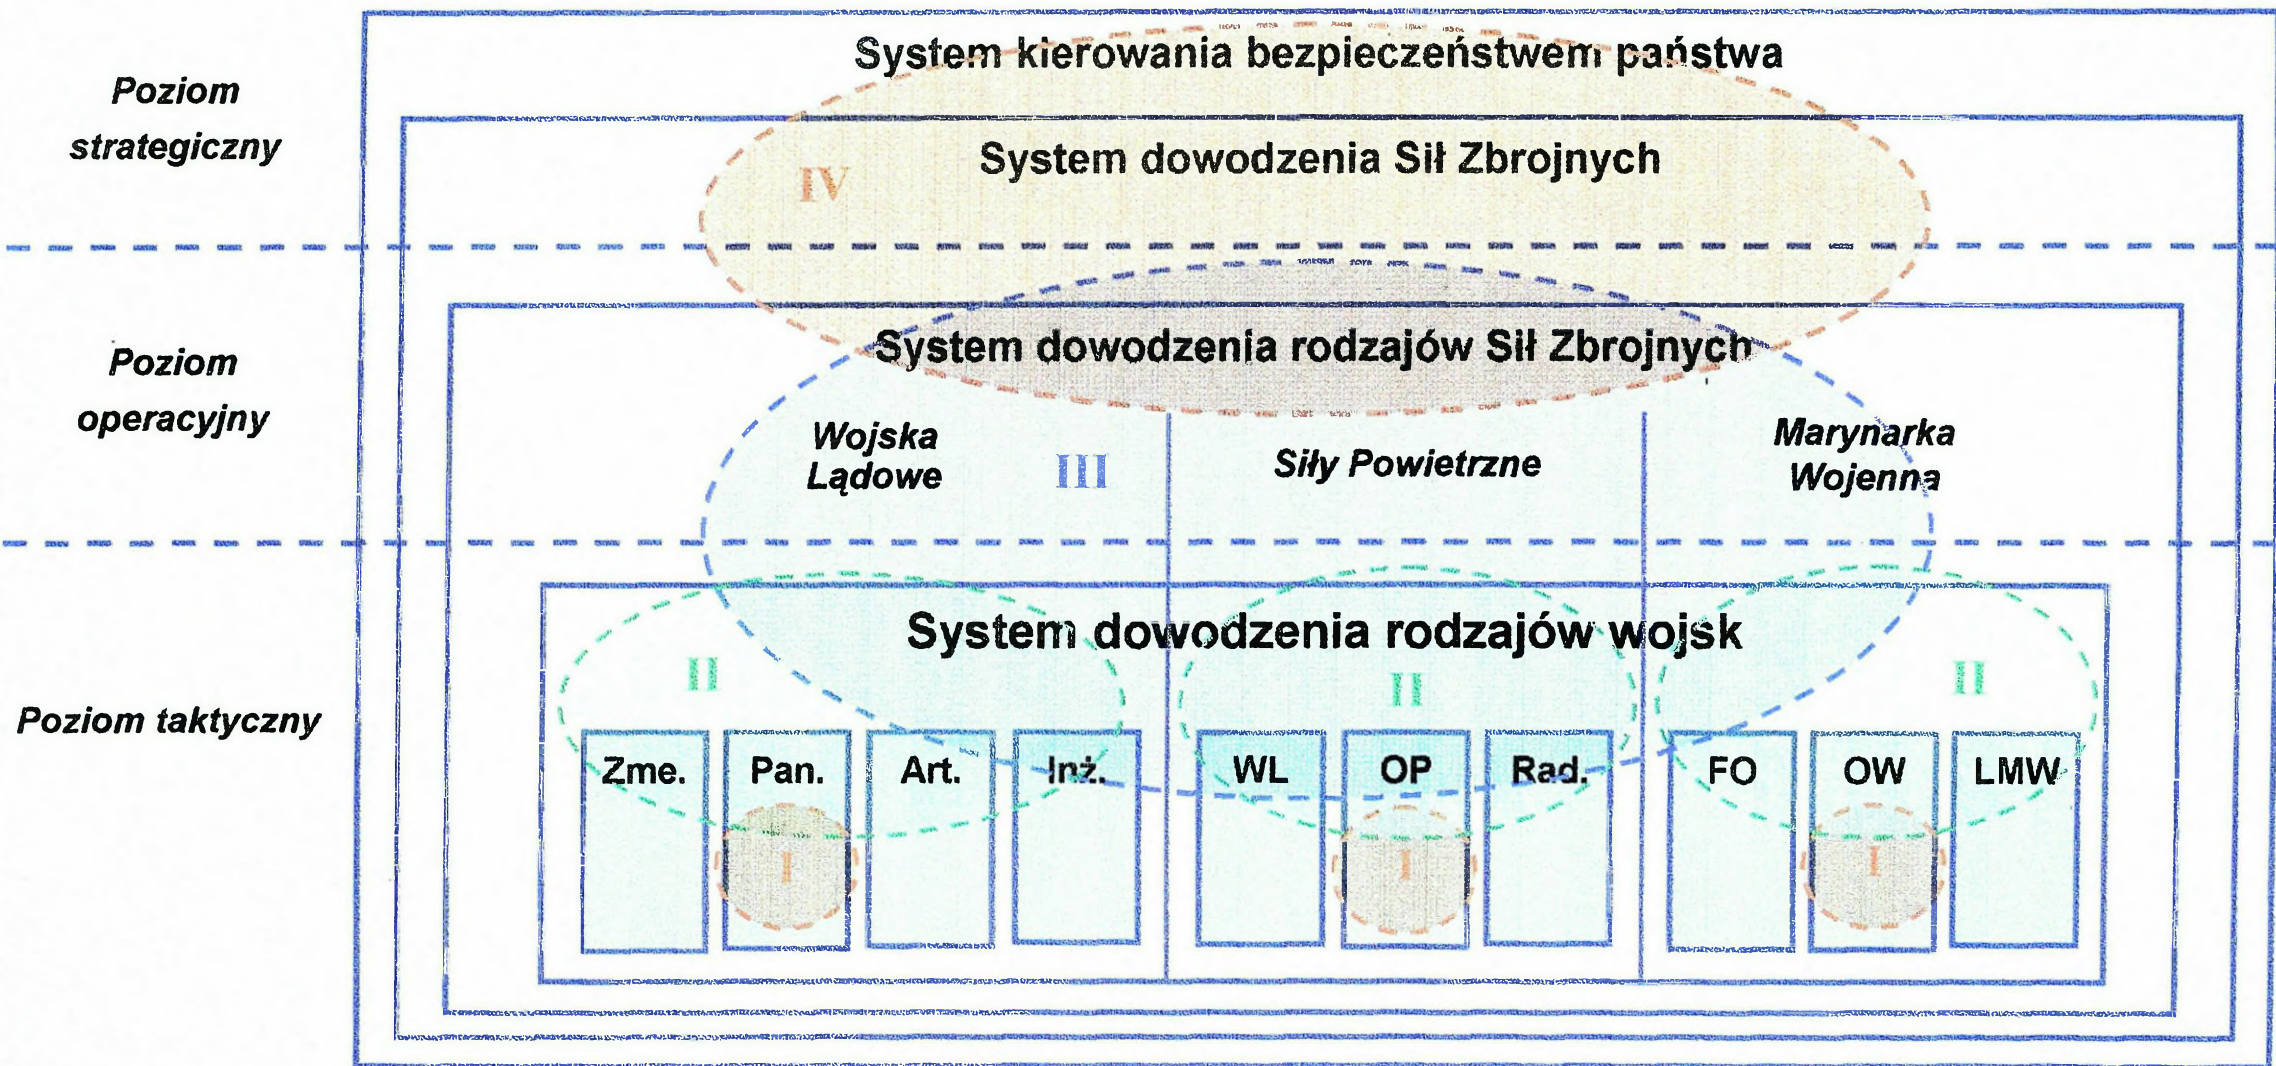 System kierowania bezpieczeństwem państwa
Poziom
strategiczny
System dowodzenia Sił Zbrojnych
IV
System dowodzenia rodzajów Sił Zbrojnych
Poziom
operacyjny
Wojska
Lądowe
III
Siły Powietrzne
Marynarka
Wojenna
System dowodzenia rodzajów wojsk
II
II
II
Poziom taktyczny
Zme.
Pan.
Art.
Inż.
WL
OP
Rad.
FO
OW
LMW
I
I
I